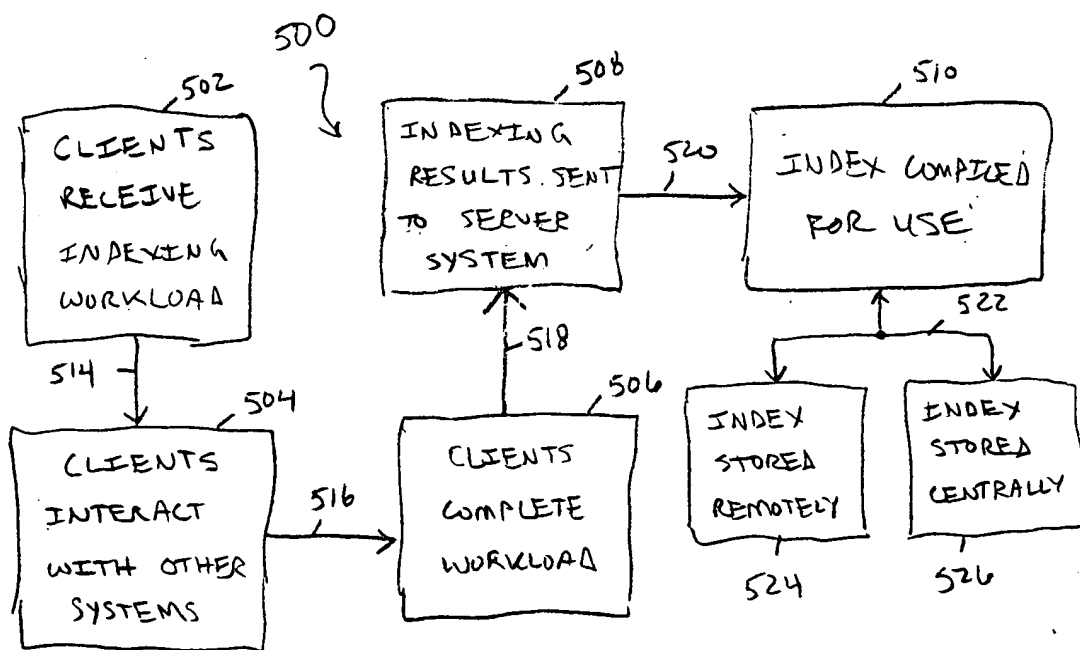 500
502
CLIENTS
RECEIVE
INDEXING
WORKLOAD
514
504
CLIENTS
INTERACT
WITH OTHER
SYSTEMS
516
506
CLIENTS
COMPLETE
WORKLOAD
518
508
INDEXING
RESULTS SENT
TO SERVER
SYSTEM
520
510
INDEX COMPILED
FOR USE
522
INDEX
STORED
REMOTELY
524
INDEX
STORED
CENTRALLY
526